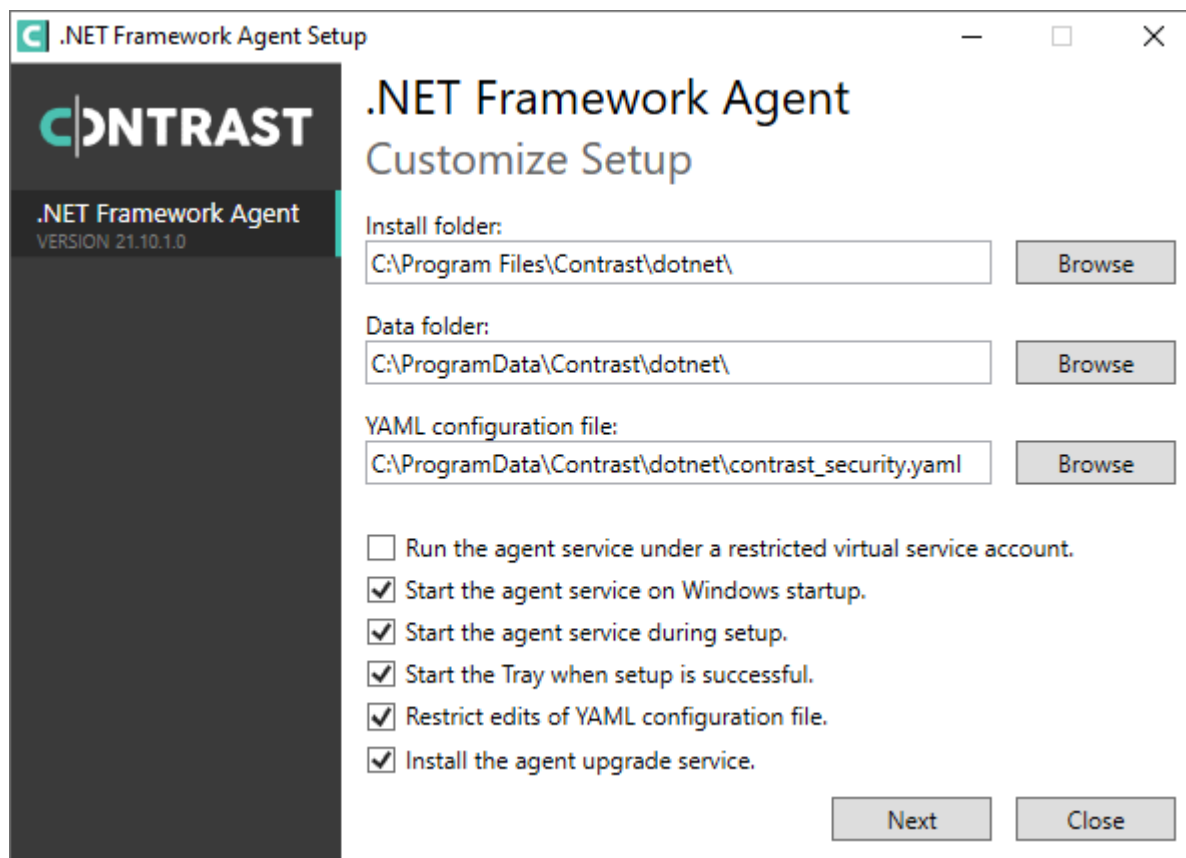 .NET Framework Agent Setup
CONTRAST
.NET Framework Agent
VERSION 21.10.1.0
.NET Framework Agent
Customize Setup
Install folder:
C:\Program Files\Contrast\dotnet\ Browse
Data folder:
C:\ProgramData\Contrast\dotnet\ Browse
YAML configuration file:
C:\ProgramData\Contrast\dotnet\contrast_security.yaml Browse
Run the agent service under a restricted virtual service account.
Start the agent service on Windows startup.
Start the agent service during setup.
Start the Tray when setup is successful.
Restrict edits of YAML configuration file.
Install the agent upgrade service.
Next Close